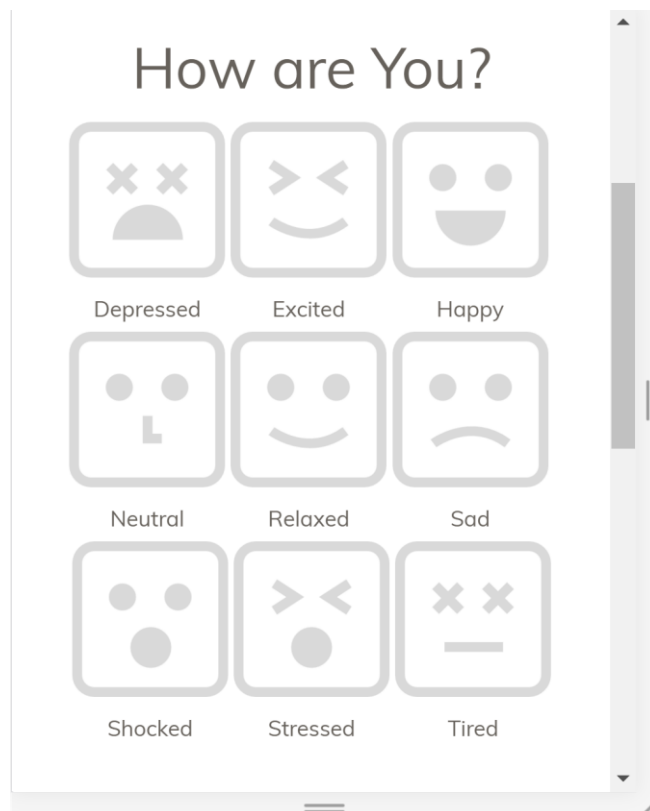 How are You?
Depressed Excited Happy
Neutral Relaxed Sad
Shocked Stressed Tired